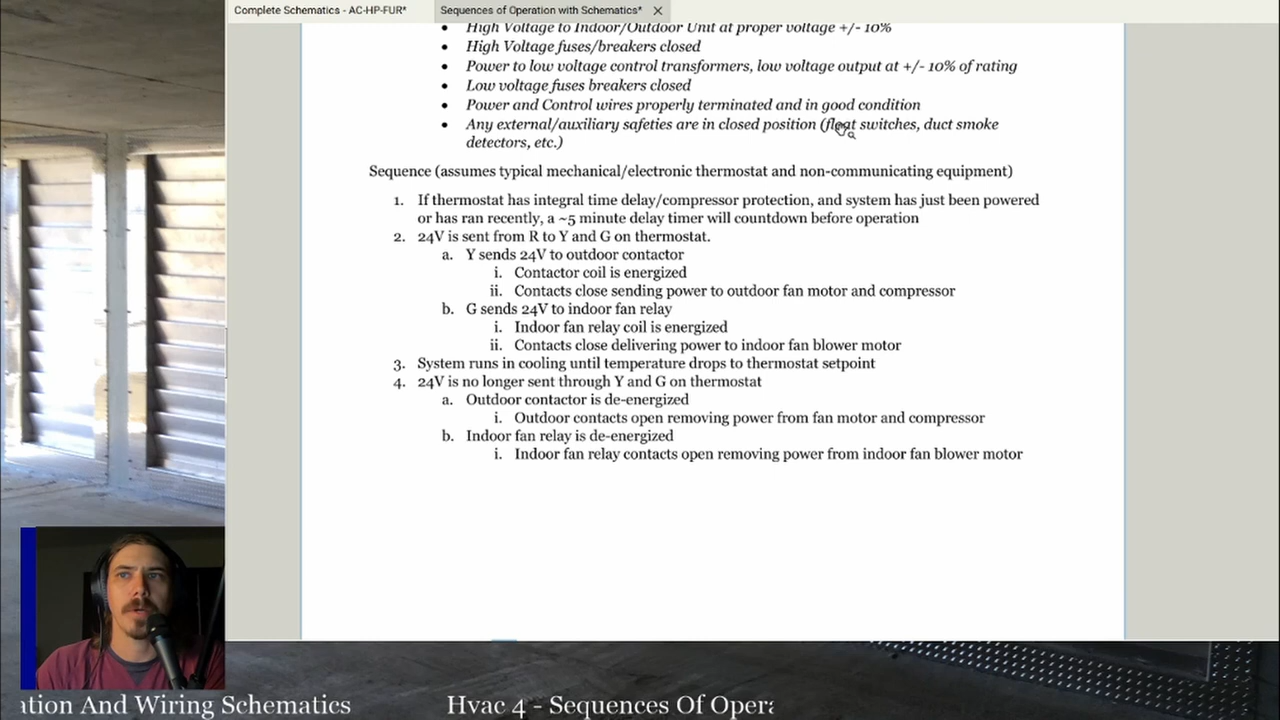 Complete Schematics - AC-HP-FUR*
Sequences of Operation with Schematics*
• High Voltage to Indoor/Outdoor Unit at proper voltage +/- 10%
• High Voltage fuses/breakers closed
• Power to low voltage control transformers, low voltage output at +/- 10% of rating
• Low voltage fuses breakers closed
• Power and Control wires properly terminated and in good condition
• Any external/auxiliary safeties are in closed position (float switches, duct smoke
detectors, etc.)
Sequence (assumes typical mechanical/electronic thermostat and non-communicating equipment)
1. If thermostat has integral time delay/compressor protection, and system has just been powered
or has ran recently, a ~5 minute delay timer will countdown before operation
2. 24V is sent from R to Y and G on thermostat.
a. Y sends 24V to outdoor contactor
i. Contactor coil is energized
ii. Contacts close sending power to outdoor fan motor and compressor
b. G sends 24V to indoor fan relay
i. Indoor fan relay coil is energized
ii. Contacts close delivering power to indoor fan blower motor
3. System runs in cooling until temperature drops to thermostat setpoint
4. 24V is no longer sent through Y and G on thermostat
a. Outdoor contactor is de-energized
i. Outdoor contacts open removing power from fan motor and compressor
b. Indoor fan relay is de-energized
i. Indoor fan relay contacts open removing power from indoor fan blower motor
ation And Wiring Schematics
Hvac 4 - Sequences Of Opera